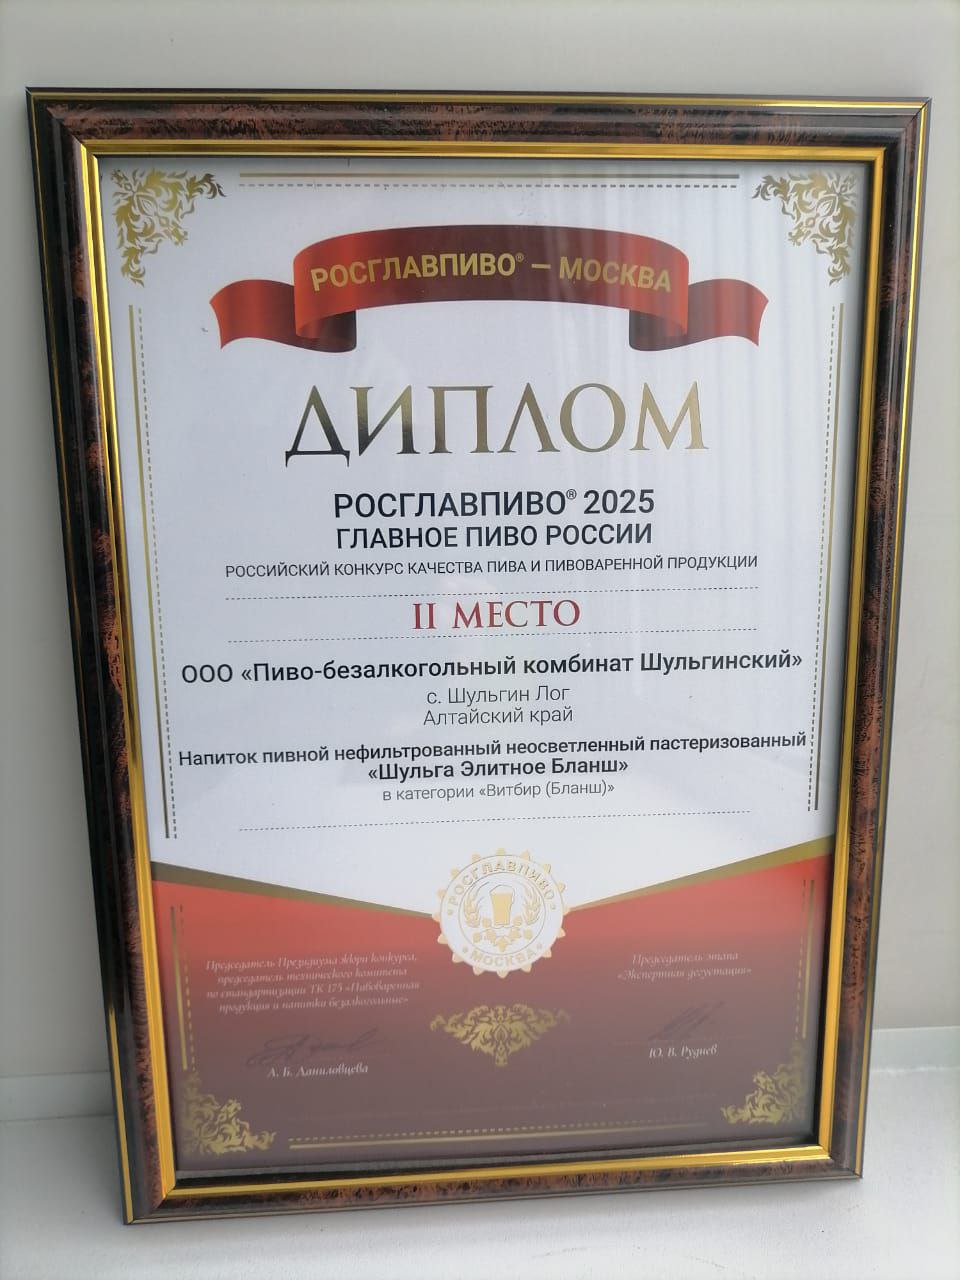 РОСГЛАВПИВО® – МОСКВА
ДИПЛОМ
РОСГЛАВПИВО® 2025
ГЛАВНОЕ ПИВО РОССИИ
РОССИЙСКИЙ КОНКУРС КАЧЕСТВА ПИВА И ПИВОВАРЕННОЙ ПРОДУКЦИИ
II МЕСТО
ООО «Пиво-безалкогольный комбинат Шульгинский»
с. Шульгин Лог
Алтайский край
Напиток пивной нефильтрованный неосветленный пастеризованный
«Шульга Элитное Бланш»
в категории «Витбир (Бланш)»
РОСГЛАВПИВО
МОСКВА
Председатель Президиума жюри конкурса,
председатель технического комитета
по стандартизации ТК 175 «Пивоваренная
продукция и напитки безалкогольные»
А. Б. Даниловцева
Председатель этапа
«Экспертная дегустация»
Ю. В. Руднев